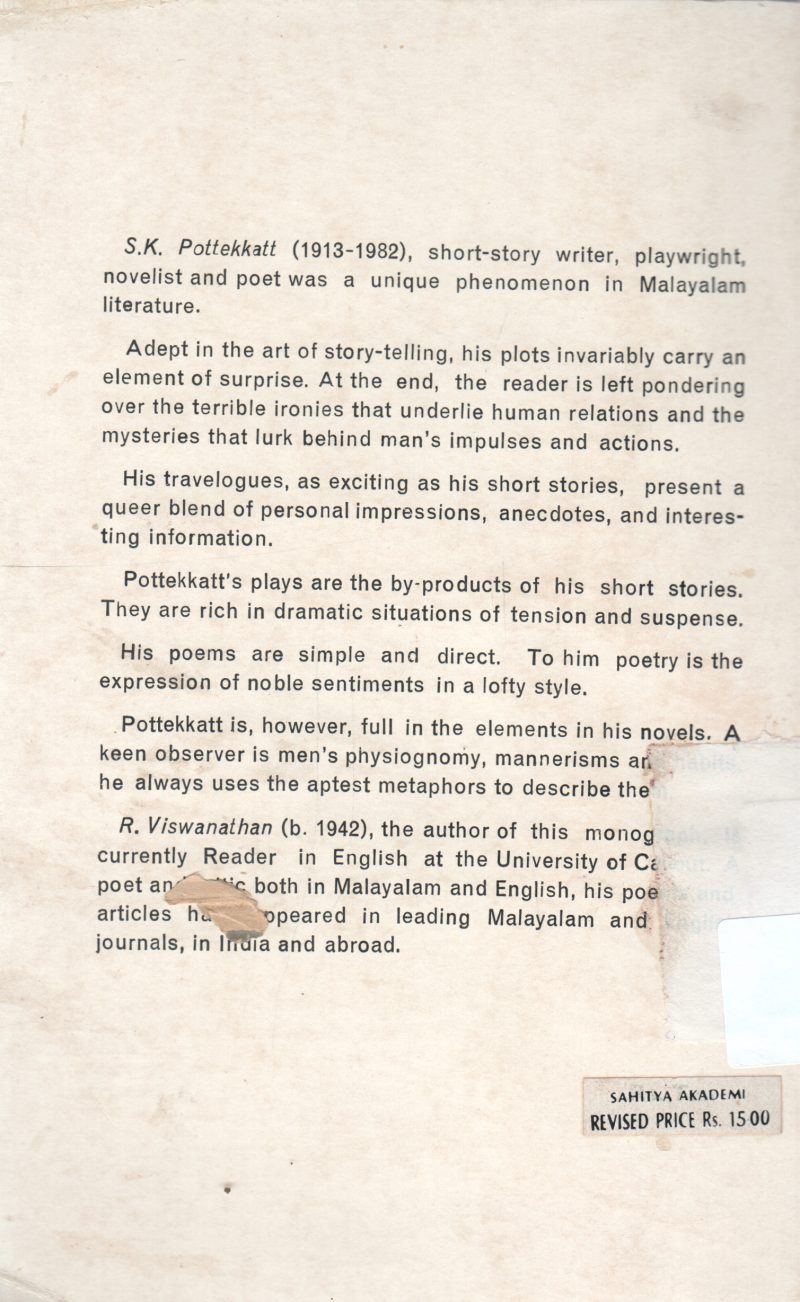 S.K. Pottekkatt (1913-1982), short-story writer, playwright,
novelist and poet was a unique phenomenon in Malayalam
literature.
Adept in the art of story-telling, his plots invariably carry an
element of surprise. At the end, the reader is left pondering
over the terrible ironies that underlie human relations and the
mysteries that lurk behind man's impulses and actions.
His travelogues, as exciting as his short stories, present a
queer blend of personal impressions, anecdotes, and interes-
ting information.
Pottekkatt's plays are the by-products of his short stories.
They are rich in dramatic situations of tension and suspense.
His poems are simple and direct. To him poetry is the
expression of noble sentiments in a lofty style.
Pottekkatt is, however, full in the elements in his novels. A
keen observer is men's physiognomy, mannerisms habits,
he always uses the aptest metaphors to describe
R. Viswanathan (b. 1942), the author of this
currently Reader in English at the University of
poet both in Malayalam and English, his
articles appeared in leading Malayalam and
journals, in India and abroad.
SAHITYA AKADEMI
REVISED PRICE Rs. 15·00